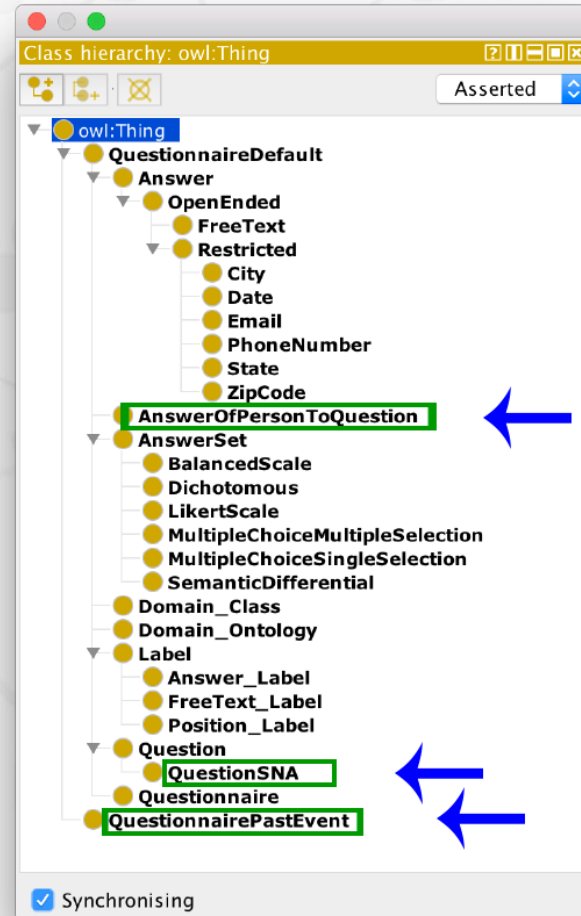 Class hierarchy: owl:Thing
Asserted
owl:Thing
QuestionnaireDefault
Answer
OpenEnded
FreeText
Restricted
City
Date
Email
PhoneNumber
State
ZipCode
AnswerOfPersonToQuestion
AnswerSet
BalancedScale
Dichotomous
LikertScale
MultipleChoiceMultipleSelection
MultipleChoiceSingleSelection
SemanticDifferential
Domain_Class
Domain_Ontology
Label
Answer_Label
FreeText_Label
Position_Label
Question
QuestionSNA
Questionnaire
QuestionnairePastEvent
Synchronising